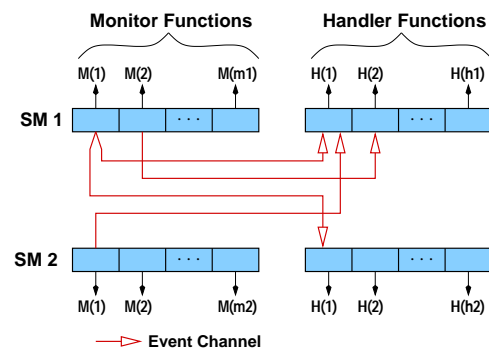 Monitor Functions Handler Functions
M(1) M(2) M(m1) H(1) H(2) H(h1)
SM 1 ... ...
SM 2 ... ...
M(1) M(2) M(m2) H(1) H(2) H(h2)
Event Channel